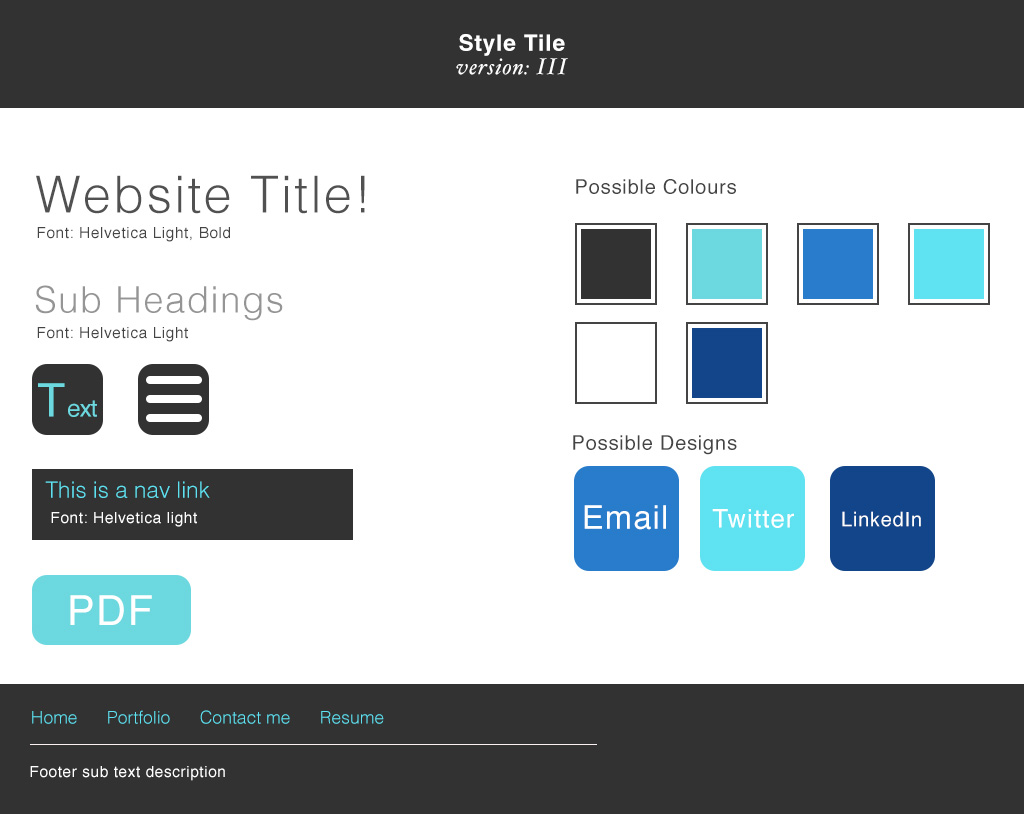 Style Tile
version: III
Website Title!
Font: Helvetica Light, Bold
Sub Headings
Font: Helvetica Light
Text
This is a nav link
Font: Helvetica light
PDF
Possible Colours
Possible Designs
Email
Twitter
LinkedIn
Home Portfolio Contact me Resume
Footer sub text description